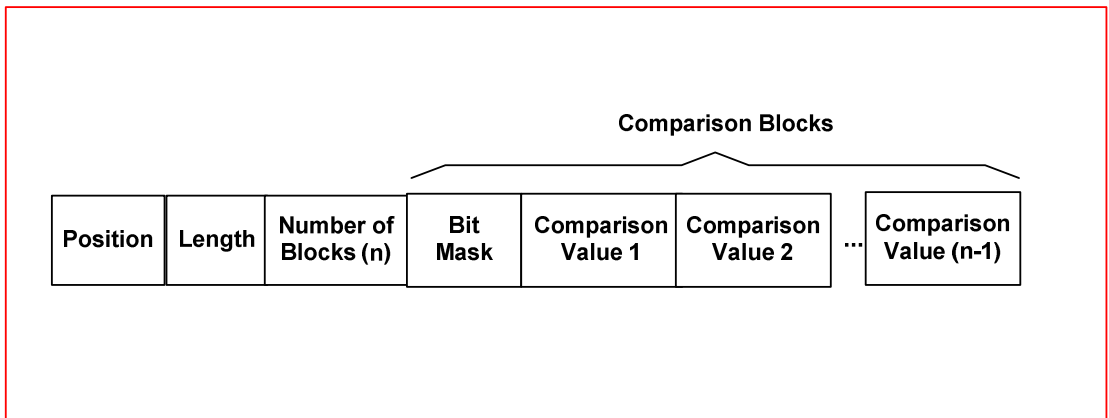 Comparison Blocks
Position
Length
Number of
Blocks (n)
Bit
Mask
Comparison
Value 1
Comparison
Value 2
...
Comparison
Value (n-1)